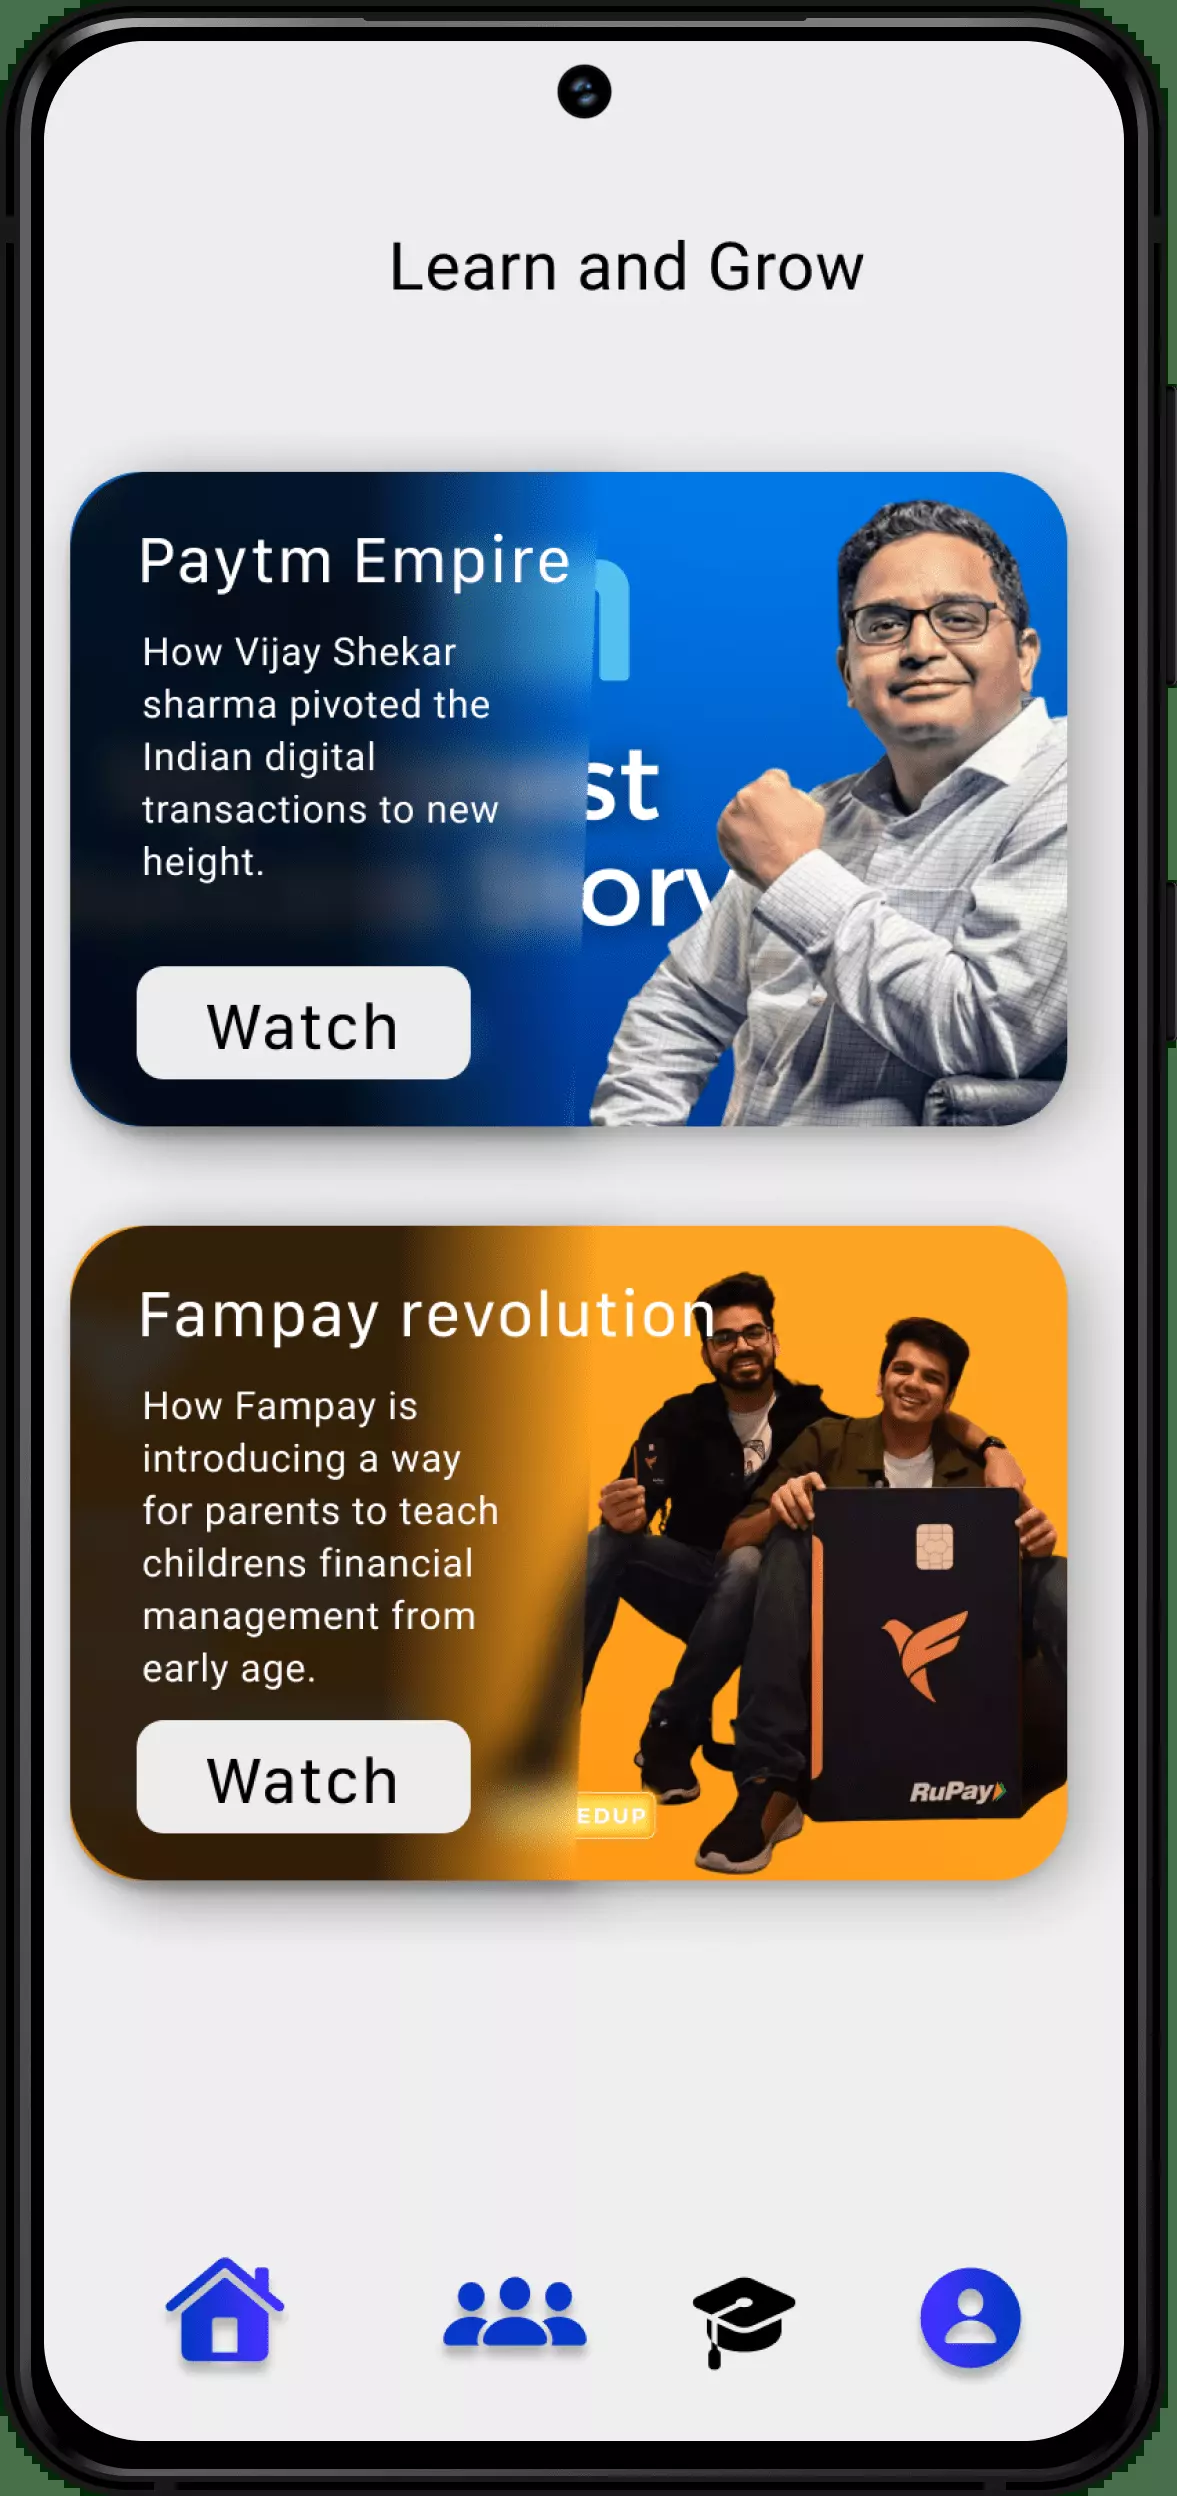 Learn and Grow
Paytm Empire
How Vijay Shekar
sharma pivoted the
Indian digital
transactions to new
height.
st
ory
Watch
Fampay revolution
How Fampay is
introducing a way
for parents to teach
childrens financial
management from
early age.
Watch
EDUP
RuPay